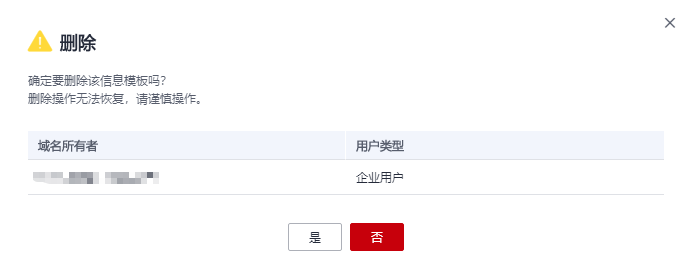 删除
确定要删除该信息模板吗？
删除操作无法恢复，请谨慎操作。
域名所有者 用户类型
企业用户
是 否